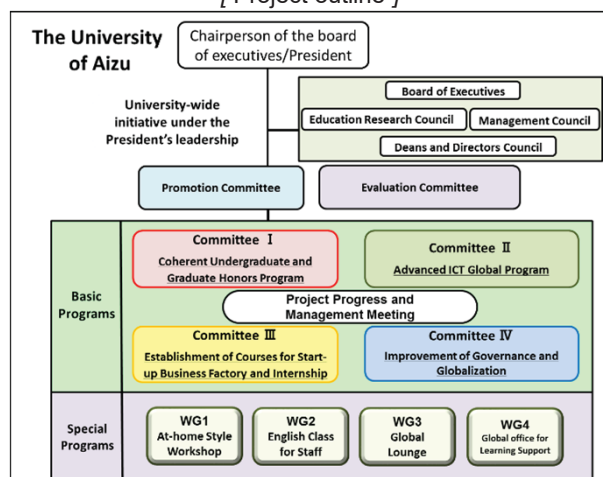 [ Project outline ]
The University
of Aizu
Chairperson of the board
of executives/President
University-wide
initiative under the
President's leadership
Board of Executives
Education Research Council
Management Council
Deans and Directors Council
Promotion Committee
Evaluation Committee
Basic
Programs
Committee Ⅰ
Coherent Undergraduate and
Graduate Honors Program
Committee Ⅱ
Advanced ICT Global Program
Project Progress and
Management Meeting
Committee Ⅲ
Establishment of Courses for Start-
up Business Factory and Internship
Committee Ⅳ
Improvement of Governance and
Globalization
Special
Programs
WG1
At-home Style
Workshop
WG2
English Class
for Staff
WG3
Global
Lounge
WG4
Global office for
Learning Support